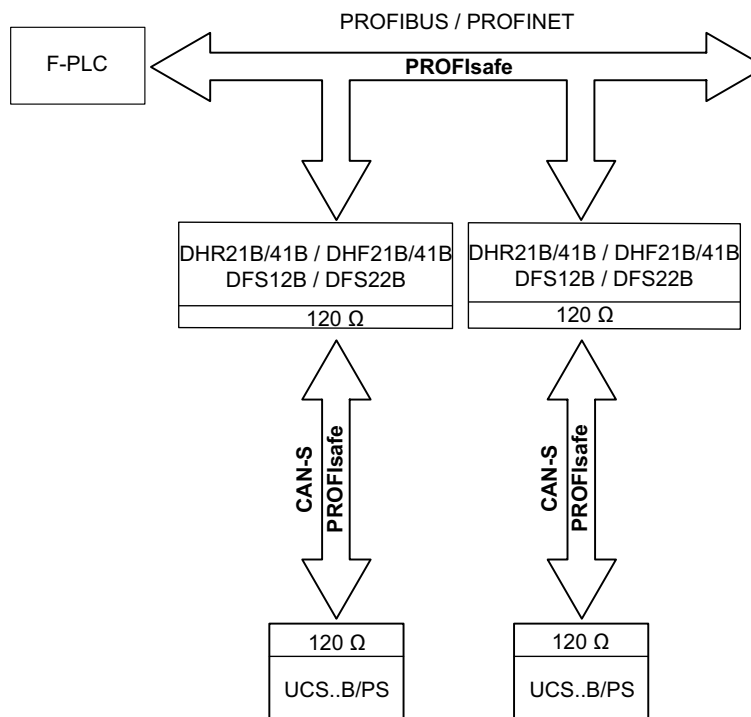 PROFIBUS / PROFINET
F-PLC
PROFIsafe
DHR21B/41B / DHF21B/41B
DFS12B / DFS22B
120 Ω
DHR21B/41B / DHF21B/41B
DFS12B / DFS22B
120 Ω
CAN-S
PROFIsafe
CAN-S
PROFIsafe
120 Ω
UCS..B/PS
120 Ω
UCS..B/PS